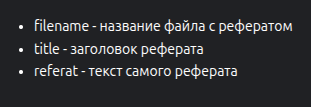 • filename - название файла с рефератом
• title - заголовок реферата
• referat - текст самого реферата